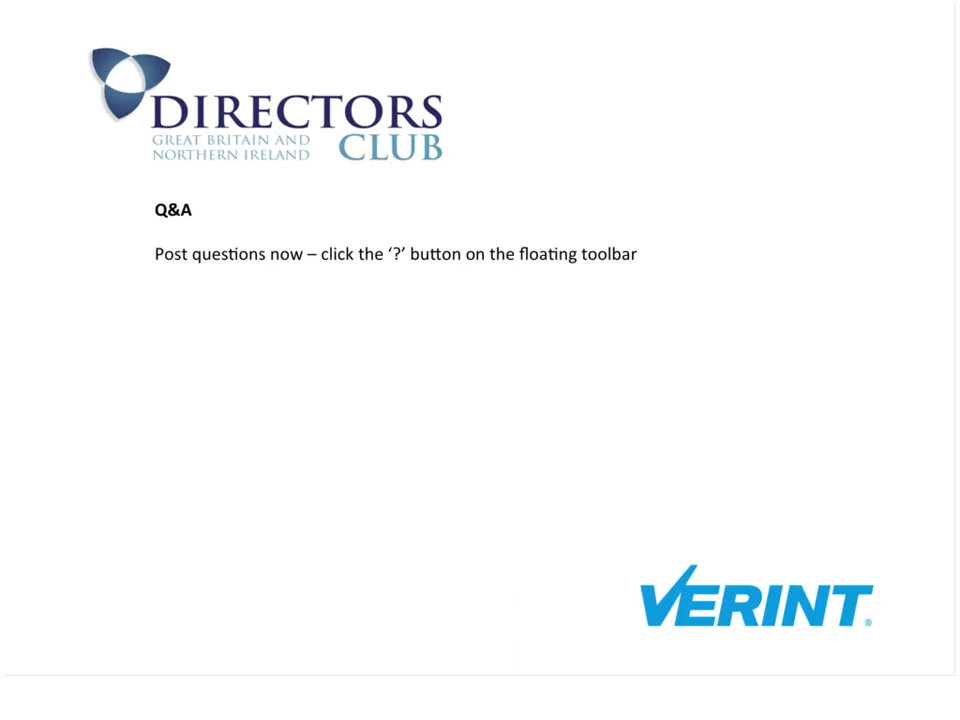 DIRECTORS
GREAT BRITAIN AND
NORTHERN IRELAND
CLUB
Q&A
Post questions now – click the ‘?’ button on the floating toolbar
VERINT®